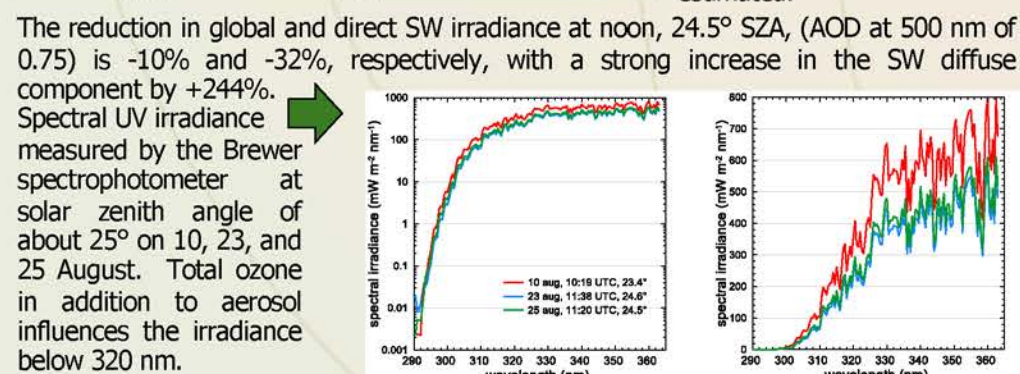 The reduction in global and direct SW irradiance at noon, 24.5° SZA, (AOD at 500 nm of
0.75) is -10% and -32%, respectively, with a strong increase in the SW diffuse
component by +244%.
Spectral UV irradiance
measured by the Brewer
spectrophotometer at
solar zenith angle of
about 25° on 10, 23, and
25 August. Total ozone
in addition to aerosol
influences the irradiance
below 320 nm.
spectral irradiance (mW m⁻² nm⁻¹)
1000
100
10
1
0.1
0.01
0.001
10 aug, 10:19 UTC, 23.4°
23 aug, 11:38 UTC, 24.6°
25 aug, 11:20 UTC, 24.5°
290 300 310 320 330 340 350 360
wavelength (nm)
spectral irradiance (mW m⁻² nm⁻¹)
800
700
600
500
400
300
200
100
0
290 300 310 320 330 340 350 360
wavelength (nm)